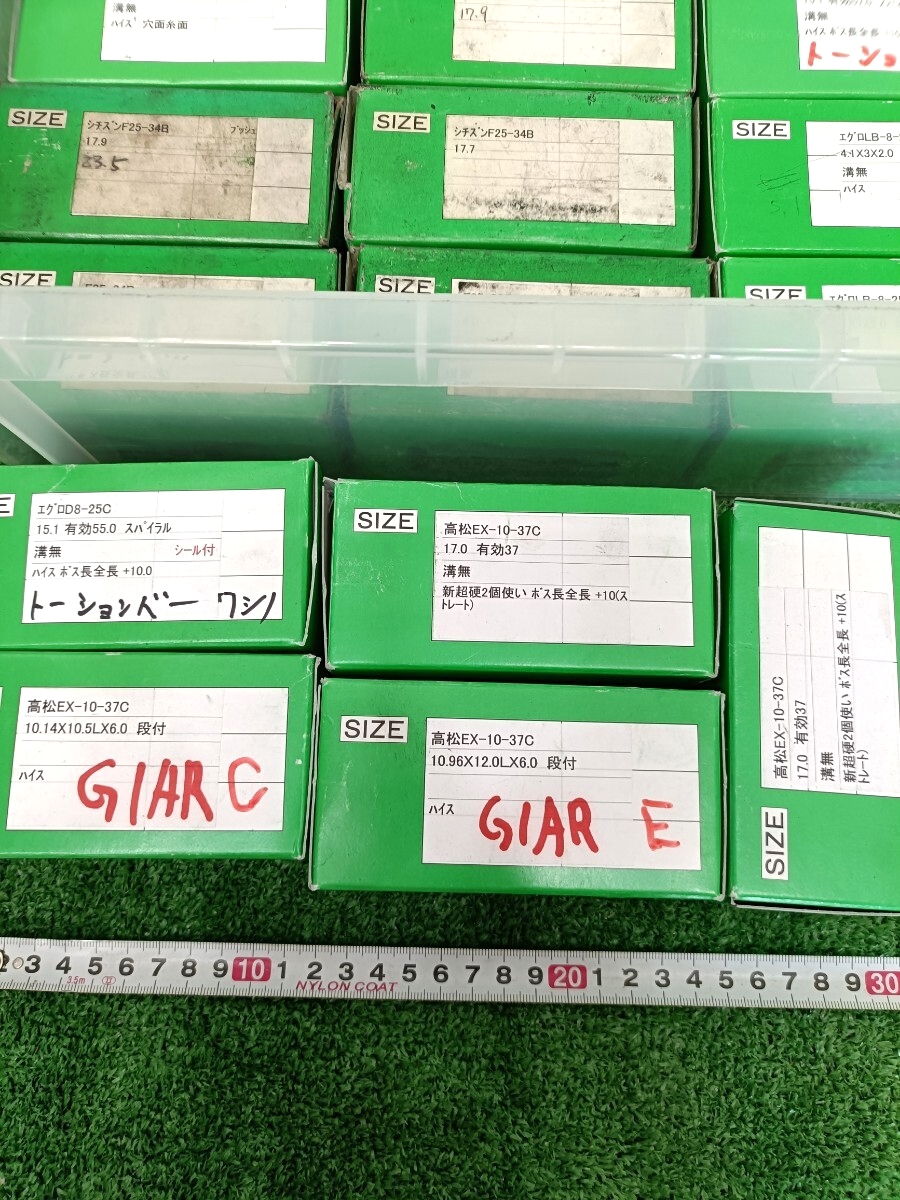 溝無
ハイス 穴面糸面
17.9
溝無
トーショ
SIZE
シチズンF25-34B ブッシュ
17.9
23.5
SIZE
シチズンF25-34B
17.7
SIZE
エグロLB-8-
4.1X3X2.0
溝無
ハイス
SIZE
SIZE
SIZE
エグロD8-25C
15.1 有効55.0 スパイラル
溝無 シール付
ハイス ボス長全長 +10.0
トーションバー ワシノ
SIZE
高松EX-10-37C
17.0 有効37
溝無
新超硬2個使い ボス長全長 +10(ス
トレート)
高松EX-10-37C
10.14X10.5LX6.0 段付
ハイス
GIAR C
SIZE
高松EX-10-37C
10.96X12.0LX6.0 段付
ハイス
GIAR E
SIZE
高松EX-10-37C
17.0 有効37
溝無
新超硬2個使い ボス長全長 +10(ス
トレート)
2 3 4 5 6 7 8 9 10 1 2 3 4 5 6 7 8 9 20 1 2 3 4 5 6 7 8 9 30
3.5m
NYLON COAT